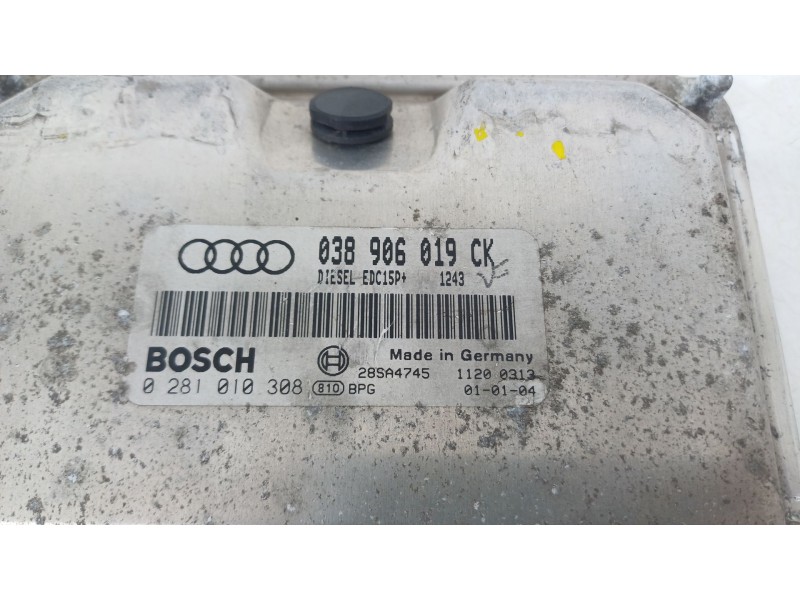 038 906 019 CK
DIESEL EDC15P+ 1243
BOSCH
Made in Germany
28SA4745 1120 0313
0 281 010 308 810 BPG 01-01-04